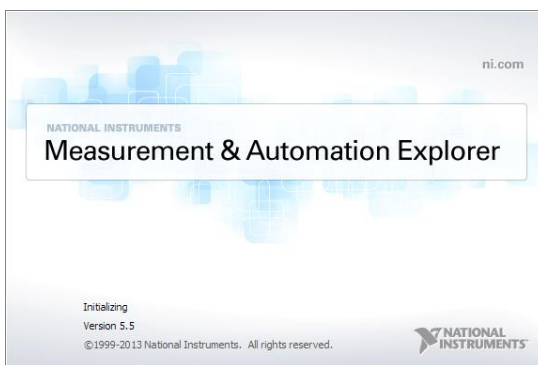 ni.com
NATIONAL INSTRUMENTS
Measurement & Automation Explorer
Initializing
Version 5.5
©1999-2013 National Instruments. All rights reserved.
NATIONAL
INSTRUMENTS